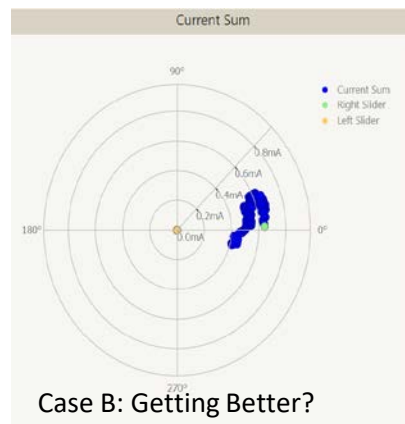 Current Sum
90°
Current Sum
Right Slider
Left Slider
0.8mA
0.6mA
0.4mA
0.2mA
0.0mA
180°
0°
270°
Case B: Getting Better?